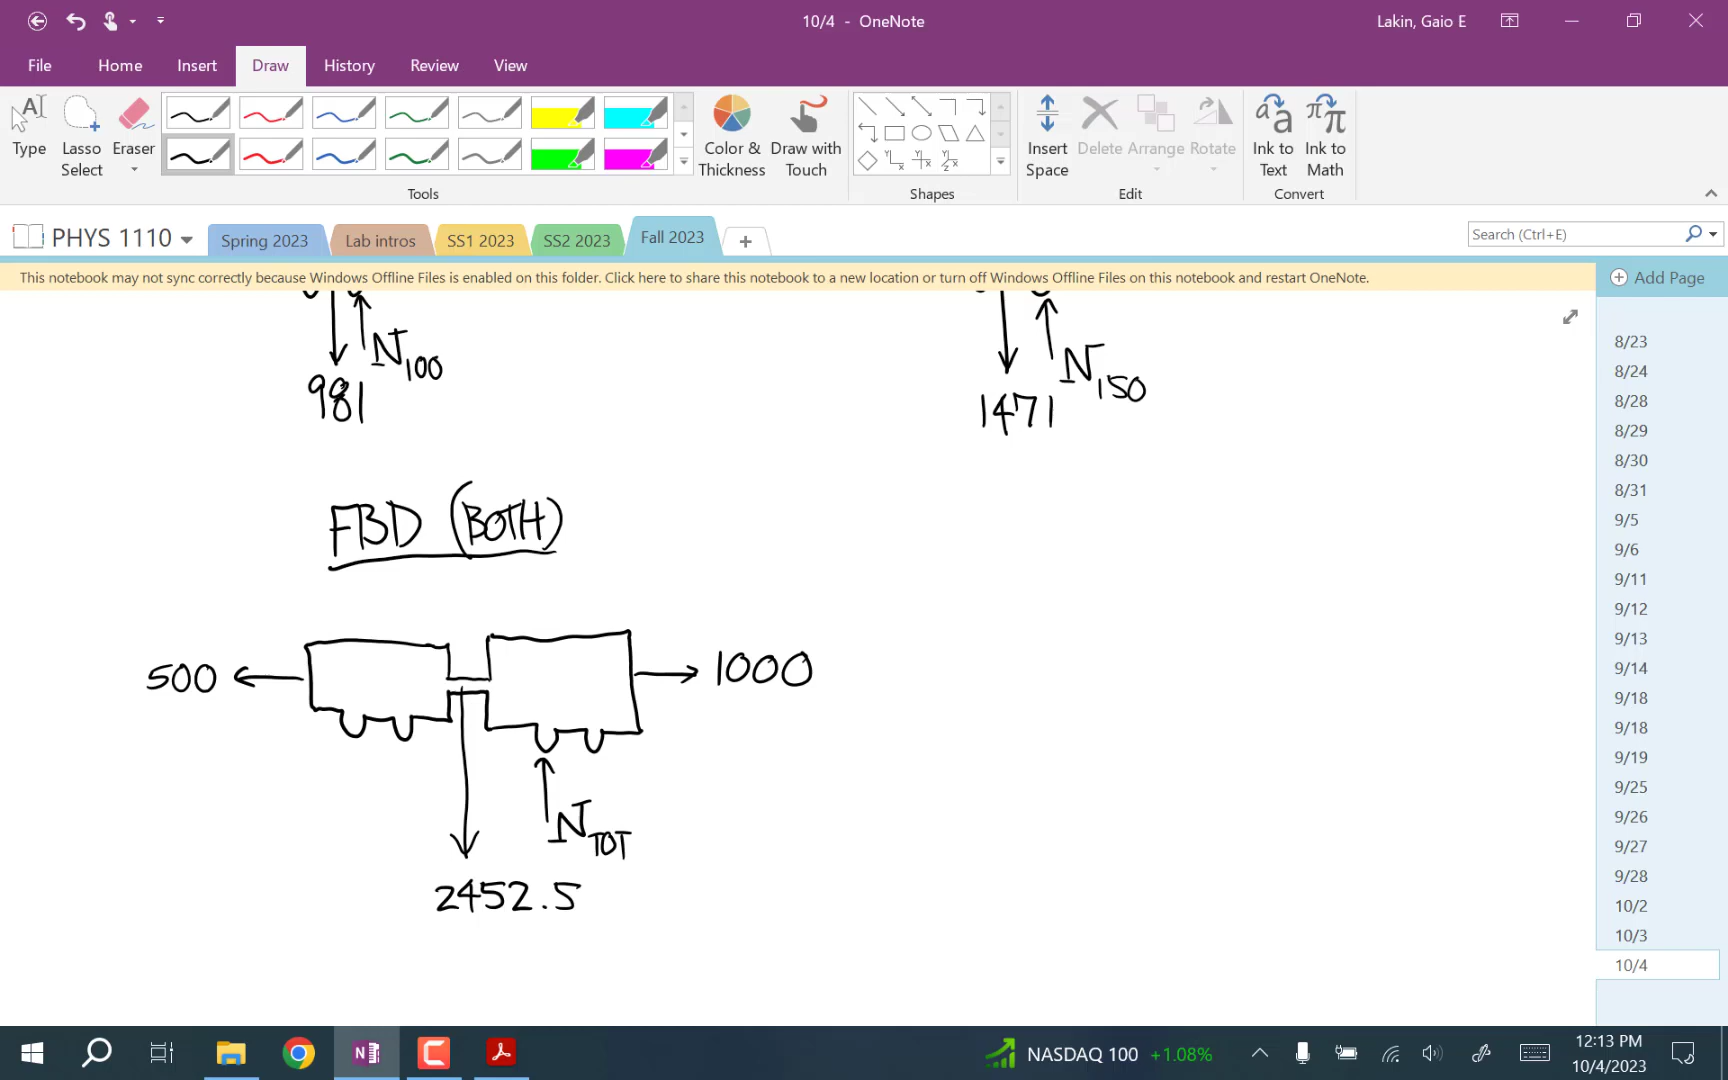 10/4 - OneNote
Lakin, Gaio E
File Home Insert Draw History Review View
Type
Lasso Select
Eraser
Color & Thickness
Draw with Touch
Insert Space
Delete
Arrange
Rotate
Ink to Text
Ink to Math
Tools
Shapes
Edit
Convert
PHYS 1110
Spring 2023
Lab intros
SS1 2023
SS2 2023
Fall 2023
Search (Ctrl+E)
This notebook may not sync correctly because Windows Offline Files is enabled on this folder. Click here to share this notebook to a new location or turn off Windows Offline Files on this notebook and restart OneNote.
Add Page
8/23
8/24
8/28
8/29
8/30
8/31
9/5
9/6
9/11
9/12
9/13
9/14
9/18
9/18
9/19
9/25
9/26
9/27
9/28
10/2
10/3
10/4
N100
981
N150
1471
FBD (BOTH)
500
1000
NTOT
2452.5
NASDAQ 100 +1.08%
12:13 PM
10/4/2023